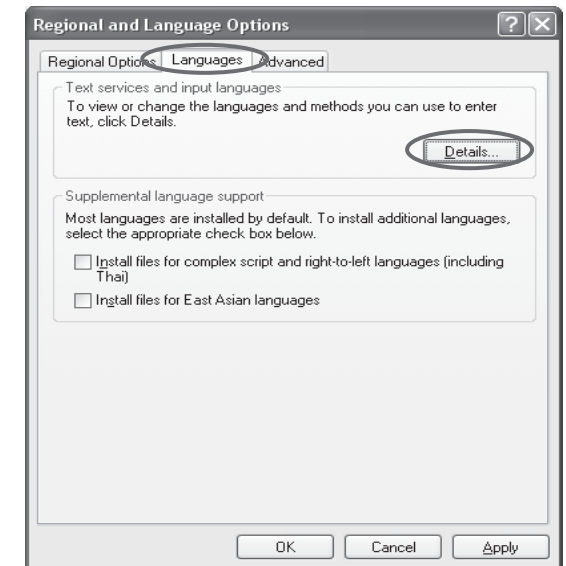 Regional and Language Options
Regional Options Languages Advanced
Text services and input languages
To view or change the languages and methods you can use to enter
text, click Details.
Details...
Supplemental language support
Most languages are installed by default. To install additional languages,
select the appropriate check box below.
Install files for complex script and right-to-left languages (including
Thai)
Install files for East Asian languages
OK Cancel Apply